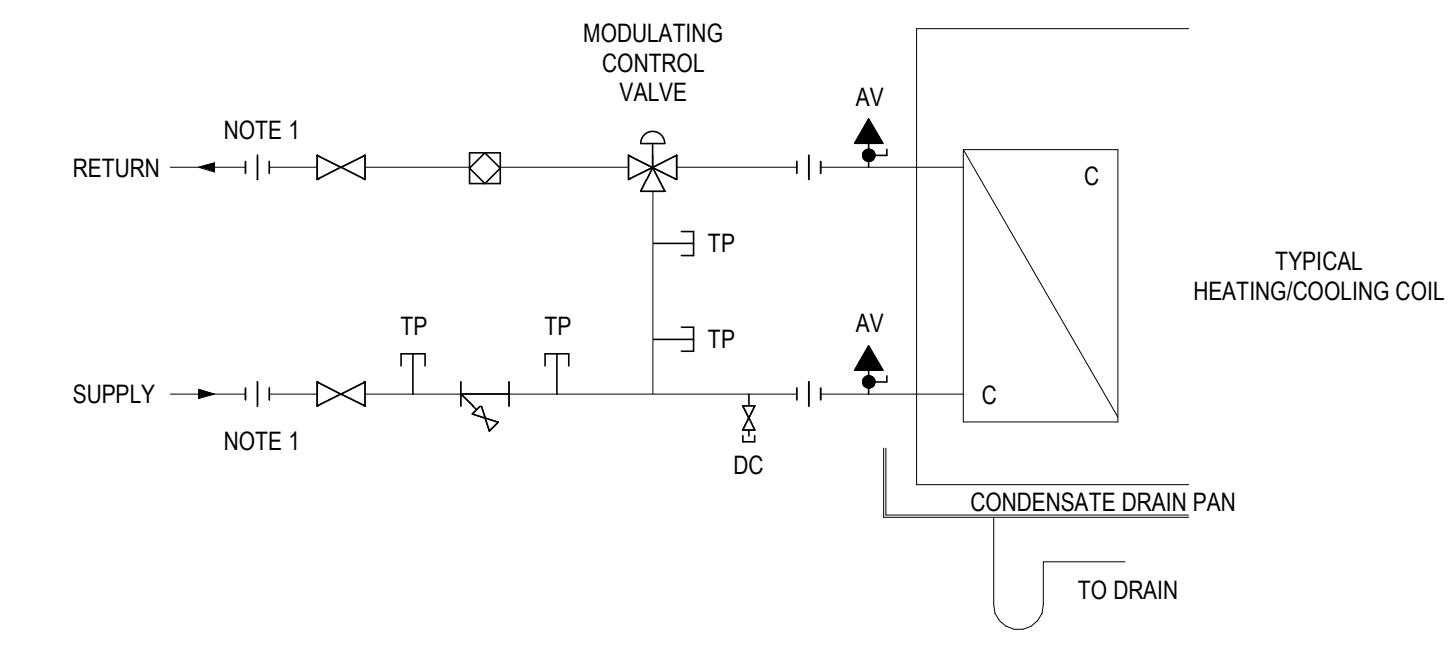 MODULATING
CONTROL
VALVE
AV
NOTE 1
RETURN
C
TP
TYPICAL
HEATING/COOLING COIL
TP
TP
TP
AV
SUPPLY
C
NOTE 1
DC
CONDENSATE DRAIN PAN
TO DRAIN